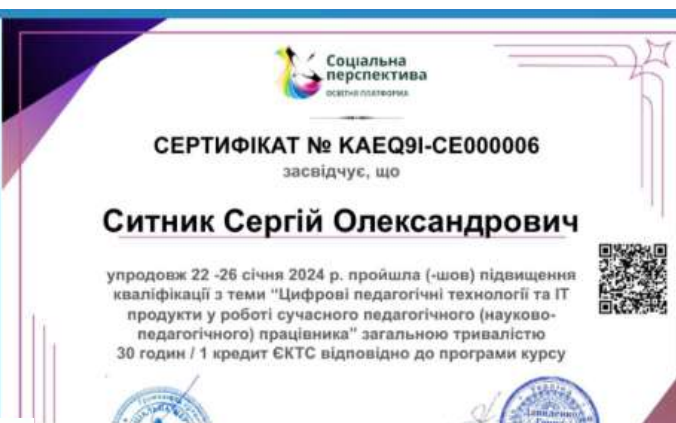 Соціальна
перспектива
ОСВІТНЯ ПЛАТФОРМА
СЕРТИФІКАТ № KAEQ9I-CE000006
засвідчує, що
Ситник Сергій Олександрович
упродовж 22 -26 січня 2024 р. пройшла (-шов) підвищення
кваліфікації з теми “Цифрові педагогічні технології та ІТ
продукти у роботі сучасного педагогічного (науково-
педагогічного) працівника” загальною тривалістю
30 годин / 1 кредит ЄКТС відповідно до програми курсу